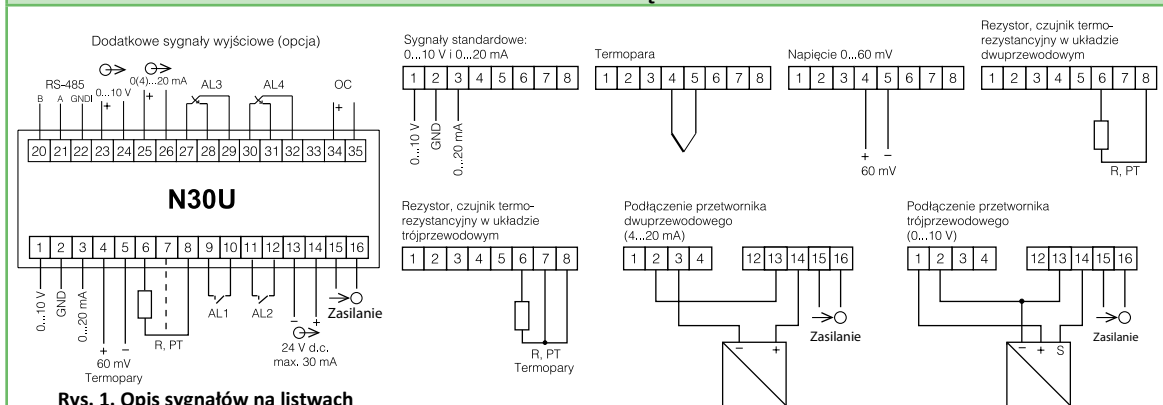 Dodatkowe sygnały wyjściowe (opcja)
RS-485
0(4)...20 mA
AL3
AL4
OC
B
A
GNDI
0...10 V
+
+
+
20 21 22 23 24 25 26 27 28 29 30 31 32 33 34 35
N30U
1 2 3 4 5 6 7 8 9 10 11 12 13 14 15 16
0...10 V
GND
0...20 mA
+
−
60 mV
Termopary
R, PT
AL1
AL2
−
+
24 V d.c.
max. 30 mA
Zasilanie
Rys. 1. Opis sygnałów na listwach
Sygnały standardowe:
0...10 V i 0...20 mA
1 2 3 4 5 6 7 8
0...10 V
GND
0...20 mA
Termopara
1 2 3 4 5 6 7 8
Napięcie 0...60 mV
1 2 3 4 5 6 7 8
+
−
60 mV
Rezystor, czujnik termo-
rezystancyjny w układzie
dwuprzewodowym
1 2 3 4 5 6 7 8
R, PT
Rezystor, czujnik termo-
rezystancyjny w układzie
trójprzewodowym
1 2 3 4 5 6 7 8
R, PT
Termopary
Podłączenie przetwornika
dwuprzewodowego
(4...20 mA)
1 2 3 4
12 13 14 15 16
Zasilanie
−
+
Podłączenie przetwornika
trójprzewodowego
(0...10 V)
1 2 3 4
12 13 14 15 16
Zasilanie
−
+
S